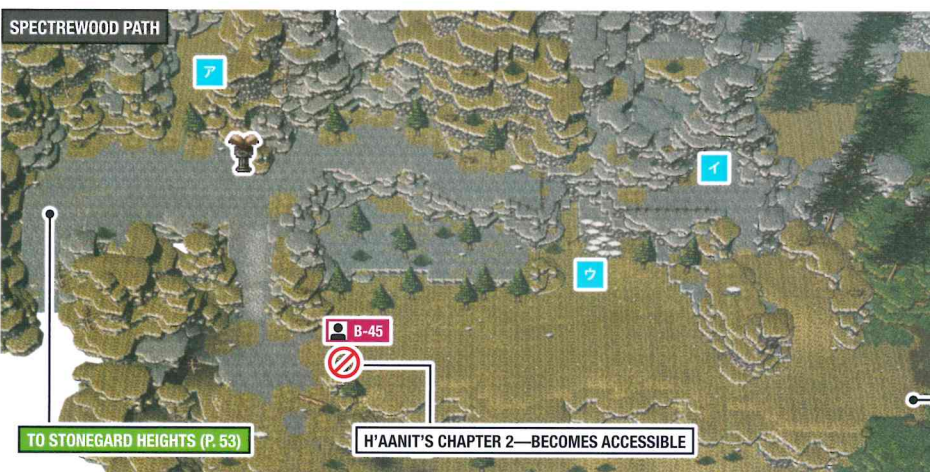 SPECTREWOOD PATH
ア
イ
ウ
B-45
TO STONEGARD HEIGHTS (P. 53)
H'AANIT'S CHAPTER 2—BECOMES ACCESSIBLE